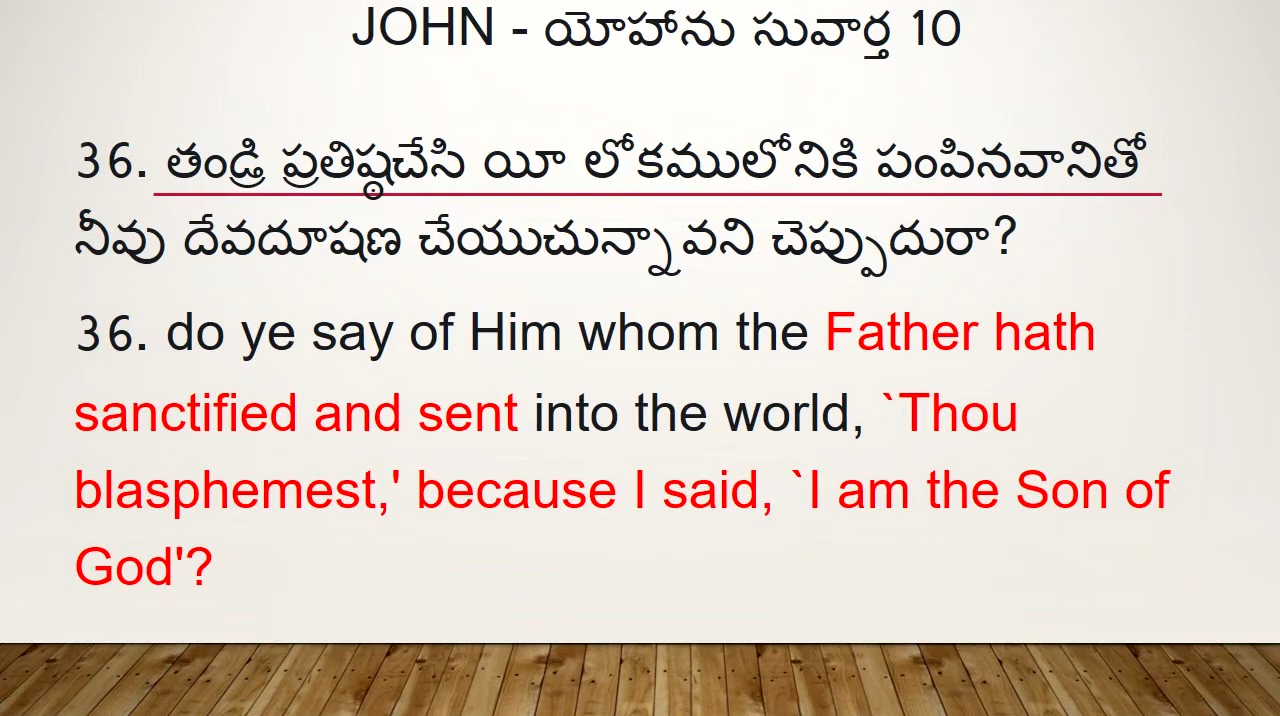 JOHN - యోహాను సువార్త 10
36. తండ్రి ప్రతిష్ఠచేసి యీ లోకములోనికి పంపినవానితో
నీవు దేవదూషణ చేయుచున్నావని చెప్పుదురా?
36. do ye say of Him whom the Father hath
sanctified and sent into the world, `Thou
blasphemest,' because I said, `I am the Son of
God'?